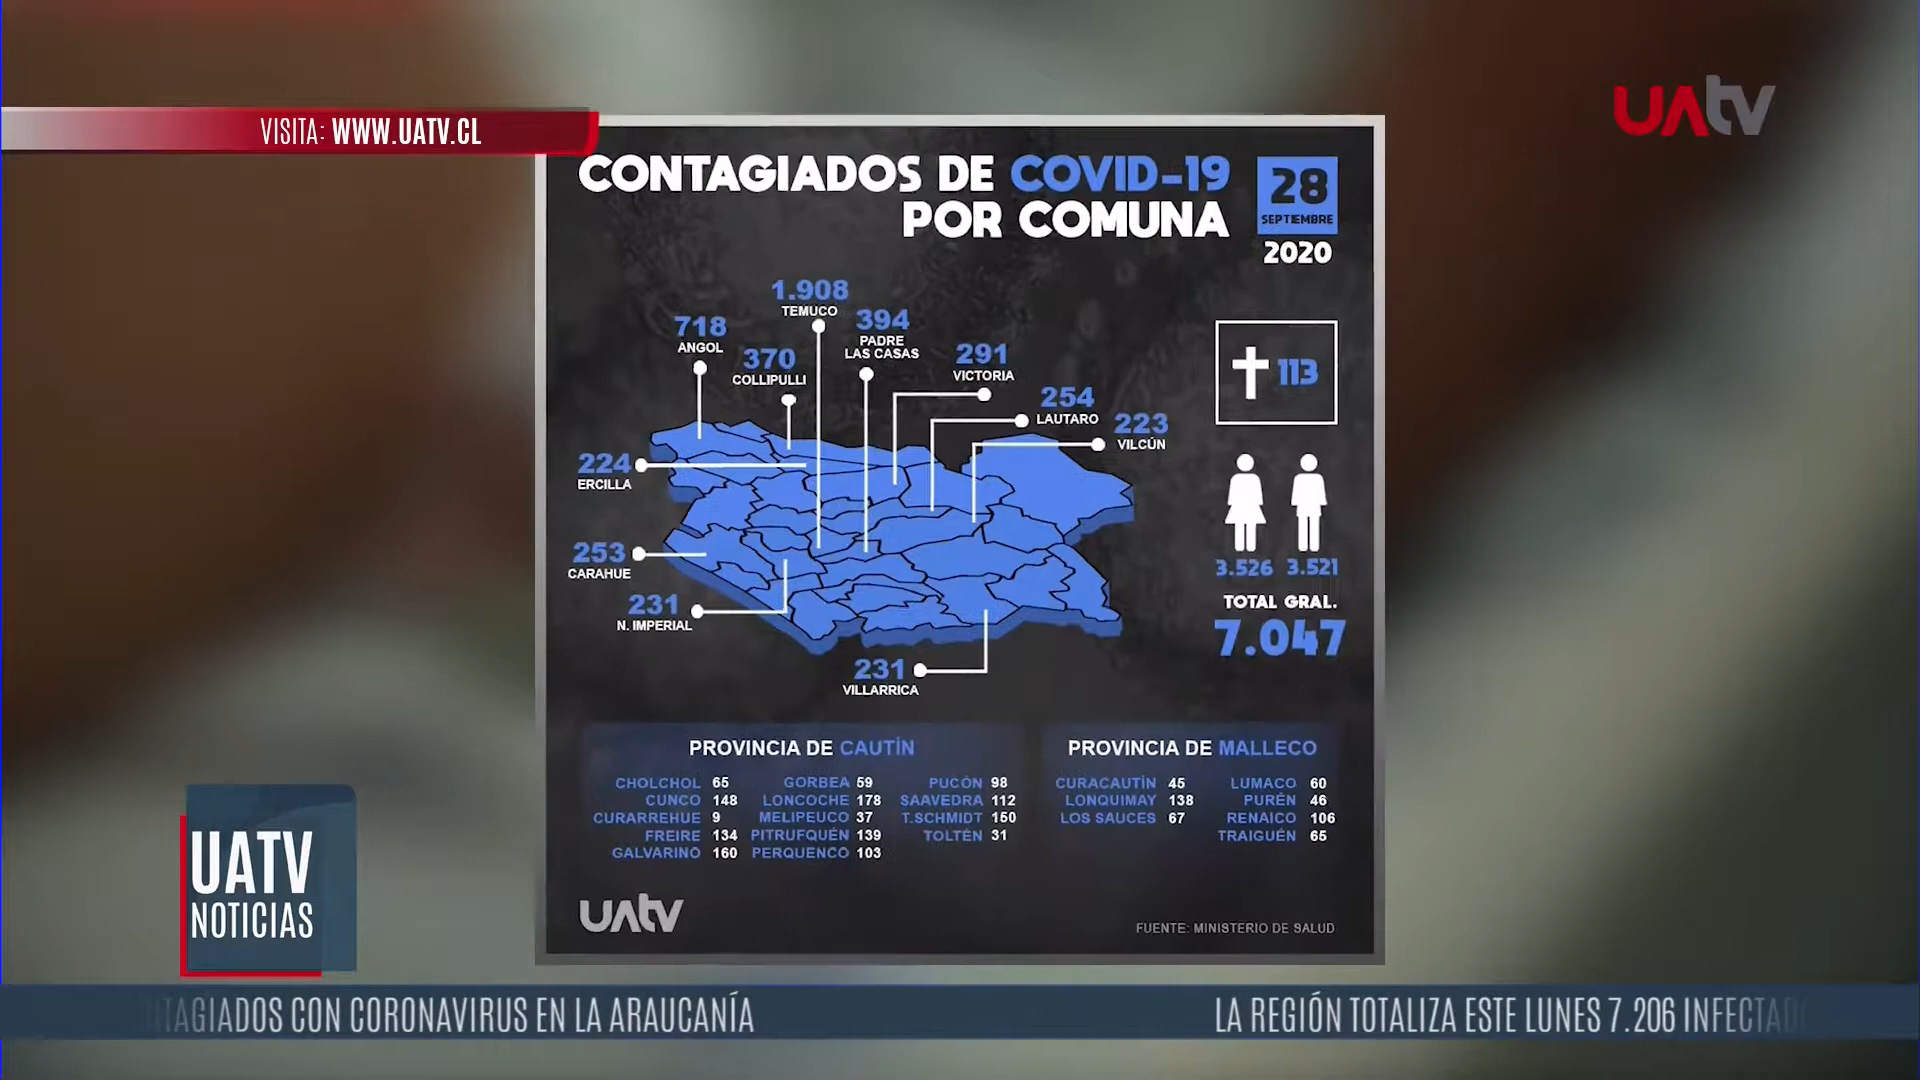 VISITA: WWW.UATV.CL
UATV
CONTAGIADOS DE COVID-19
POR COMUNA
28
SEPTIEMBRE
2020
1.908
TEMUCO
718
ANGOL
370
COLLIPULLI
394
PADRE
LAS CASAS
291
VICTORIA
254
LAUTARO
223
VILCÚN
224
ERCILLA
253
CARAHUE
231
N. IMPERIAL
231
VILLARRICA
113
3.526 3.521
TOTAL GRAL.
7.047
PROVINCIA DE CAUTÍN
CHOLCHOL 65
CUNCO 148
CURARREHUE 9
FREIRE 134
GALVARINO 160
GORBEA 59
LONCOCHE 178
MELIPEUCO 37
PITRUFQUÉN 139
PERQUENCO 103
PUCÓN 98
SAAVEDRA 112
T.SCHMIDT 150
TOLTÉN 31
PROVINCIA DE MALLECO
CURACAUTÍN 45
LONQUIMAY 138
LOS SAUCES 67
LUMACO 60
PURÉN 46
RENAICO 106
TRAIGUÉN 65
UATV
FUENTE: MINISTERIO DE SALUD
UATV
NOTICIAS
TAGIADOS CON CORONAVIRUS EN LA ARAUCANÍA
LA REGIÓN TOTALIZA ESTE LUNES 7.206 INFECTAD